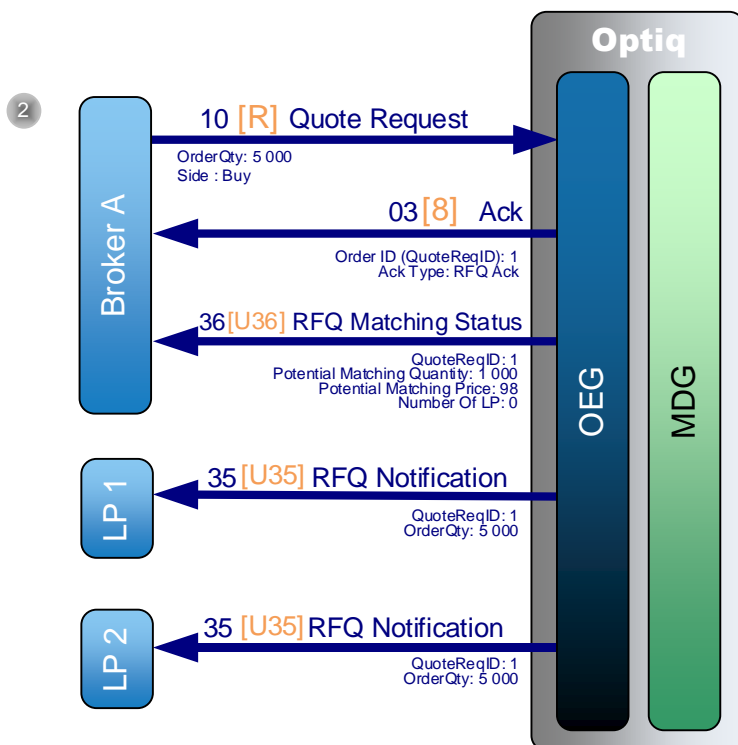 Optiq
2
10 [R] Quote Request
OrderQty: 5 000
Side : Buy
03 [8] Ack
Order ID (QuoteReqID): 1
Ack Type: RFQ Ack
Broker A
36 [U36] RFQ Matching Status
QuoteReqID: 1
Potential Matching Quantity: 1 000
Potential Matching Price: 98
Number Of LP: 0
OEG
MDG
LP 1
35 [U35] RFQ Notification
QuoteReqID: 1
OrderQty: 5 000
LP 2
35 [U35] RFQ Notification
QuoteReqID: 1
OrderQty: 5 000